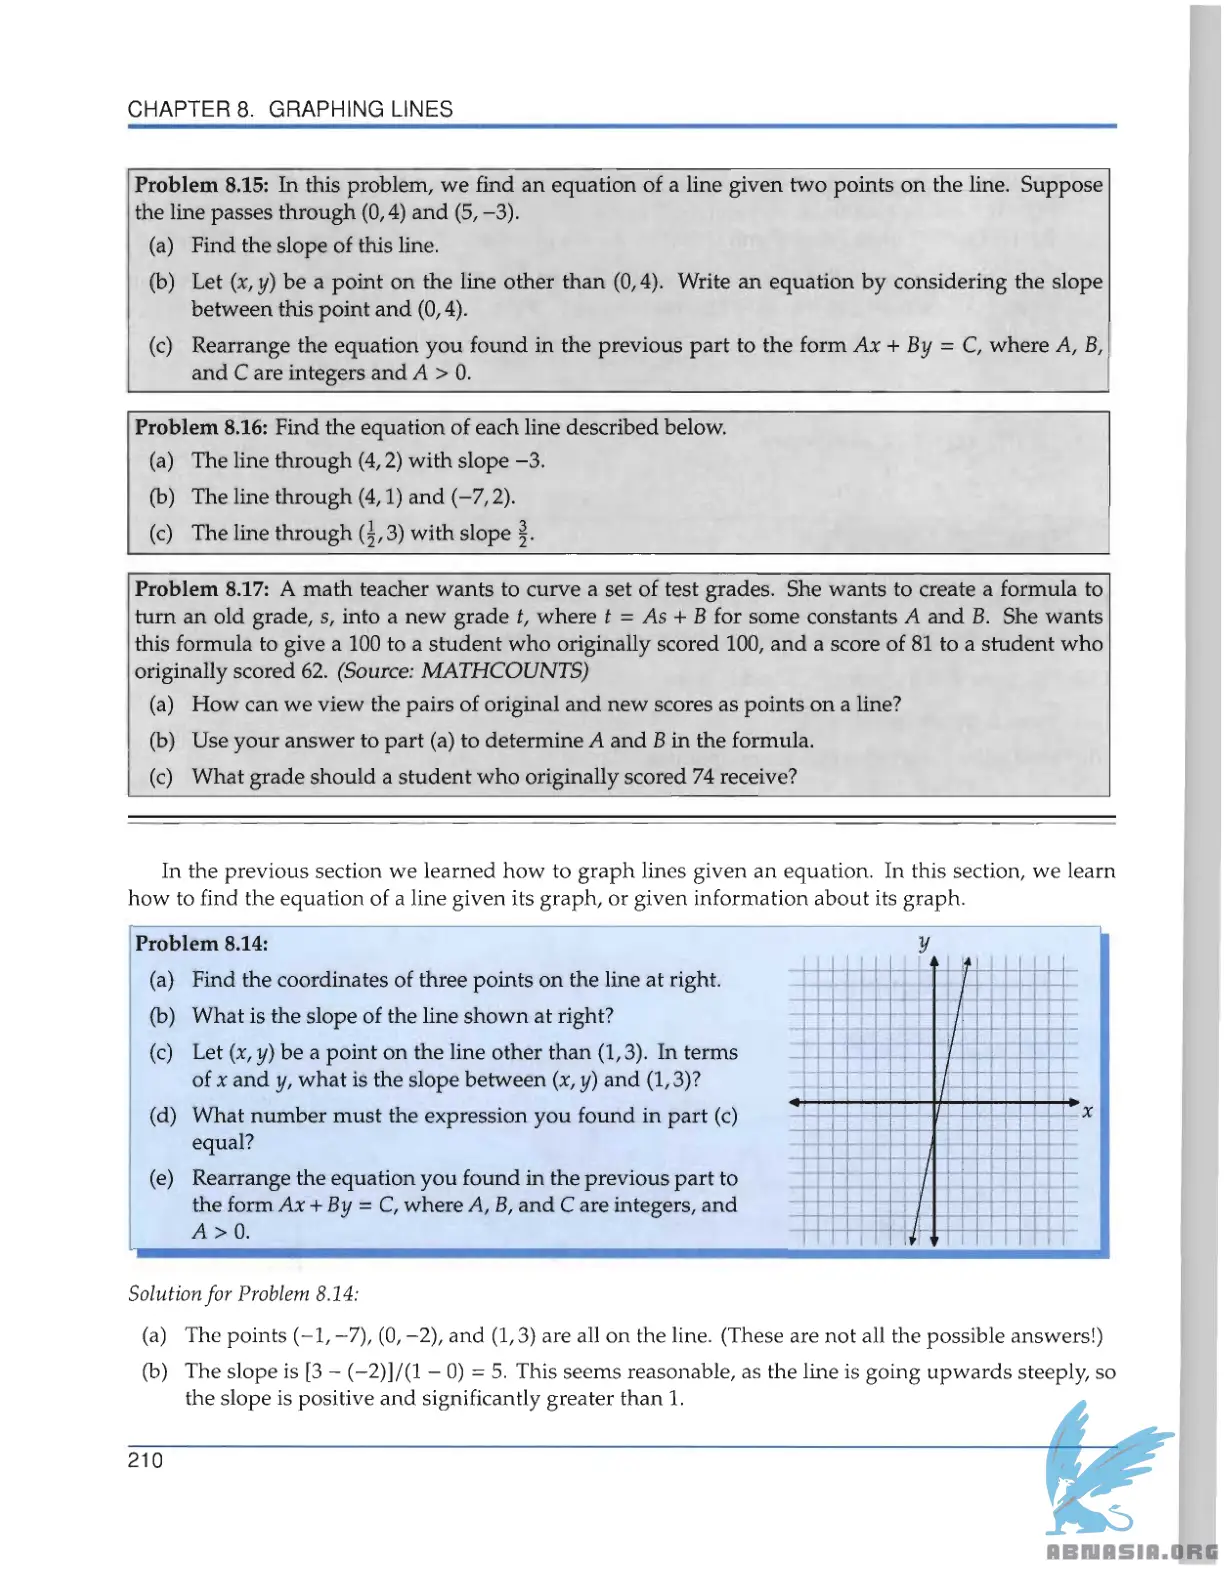 CHAPTER 8. GRAPHING LINES
Problem 8.15: In this problem, we find an equation of a line given two points on the line. Suppose
the line passes through (0, 4) and (5, −3).
(a) Find the slope of this line.
(b) Let (x, y) be a point on the line other than (0, 4). Write an equation by considering the slope
between this point and (0, 4).
(c) Rearrange the equation you found in the previous part to the form Ax + By = C, where A, B,
and C are integers and A > 0.
Problem 8.16: Find the equation of each line described below.
(a) The line through (4, 2) with slope −3.
(b) The line through (4, 1) and (−7, 2).
(c) The line through (1/2, 3) with slope 3/2.
Problem 8.17: A math teacher wants to curve a set of test grades. She wants to create a formula to
turn an old grade, s, into a new grade t, where t = As + B for some constants A and B. She wants
this formula to give a 100 to a student who originally scored 100, and a score of 81 to a student who
originally scored 62. (Source: MATHCOUNTS)
(a) How can we view the pairs of original and new scores as points on a line?
(b) Use your answer to part (a) to determine A and B in the formula.
(c) What grade should a student who originally scored 74 receive?
In the previous section we learned how to graph lines given an equation. In this section, we learn
how to find the equation of a line given its graph, or given information about its graph.
Problem 8.14:
(a) Find the coordinates of three points on the line at right.
(b) What is the slope of the line shown at right?
(c) Let (x, y) be a point on the line other than (1, 3). In terms
of x and y, what is the slope between (x, y) and (1, 3)?
(d) What number must the expression you found in part (c)
equal?
(e) Rearrange the equation you found in the previous part to
the form Ax + By = C, where A, B, and C are integers, and
A > 0.
y
x
Solution for Problem 8.14:
(a) The points (−1, −7), (0, −2), and (1, 3) are all on the line. (These are not all the possible answers!)
(b) The slope is [3 − (−2)]/(1 − 0) = 5. This seems reasonable, as the line is going upwards steeply, so
the slope is positive and significantly greater than 1.
210
ABNASIA.ORG